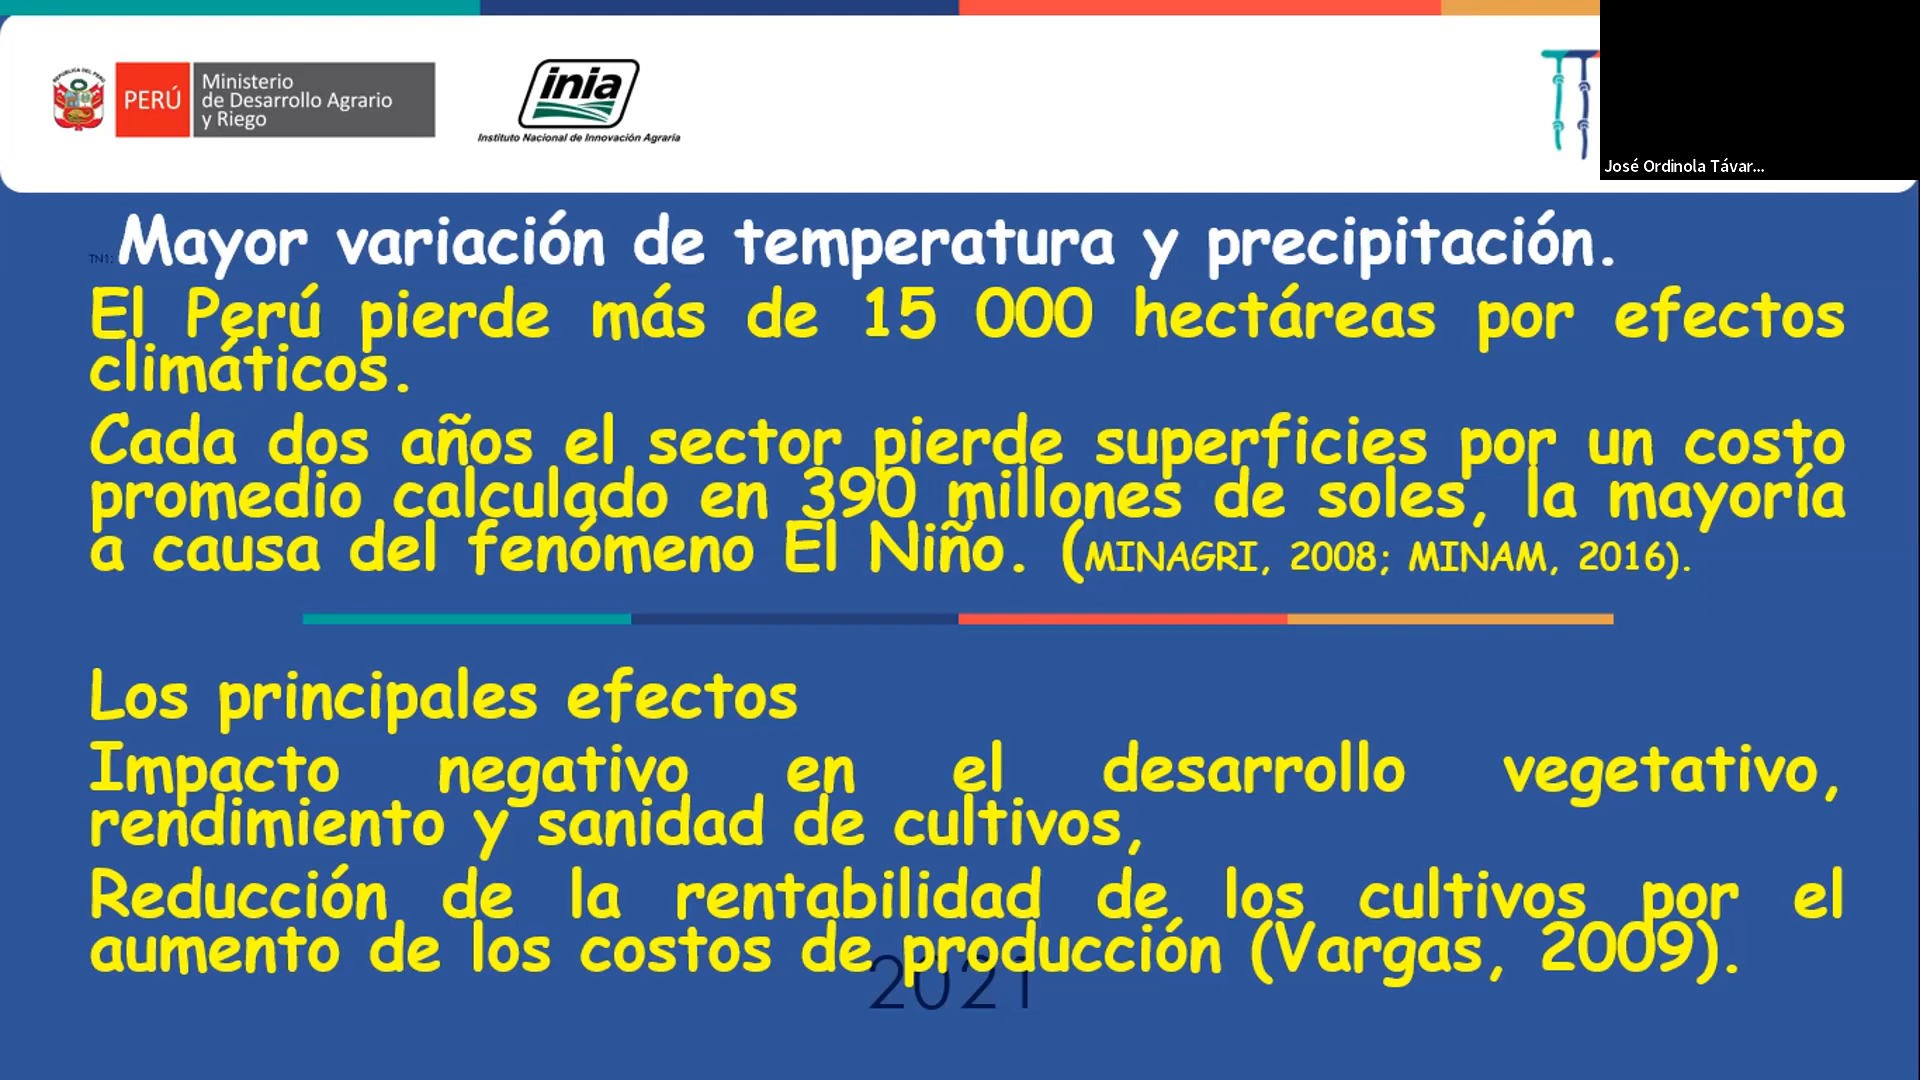 PERÚ
Ministerio
de Desarrollo Agrario
y Riego
REPÚBLICA DEL PERÚ
inia
Instituto Nacional de Innovación Agraria
José Ordinola Távar...
TN1:
Mayor variación de temperatura y precipitación.
El Perú pierde más de 15 000 hectáreas por efectos
climáticos.
Cada dos años el sector pierde superficies por un costo
promedio calculado en 390 millones de soles, la mayoría
a causa del fenómeno El Niño. (MINAGRI, 2008; MINAM, 2016).
Los principales efectos
Impacto negativo en el desarrollo vegetativo,
rendimiento y sanidad de cultivos,
Reducción de la rentabilidad de los cultivos por el
aumento de los costos de producción (Vargas, 2009).
2021